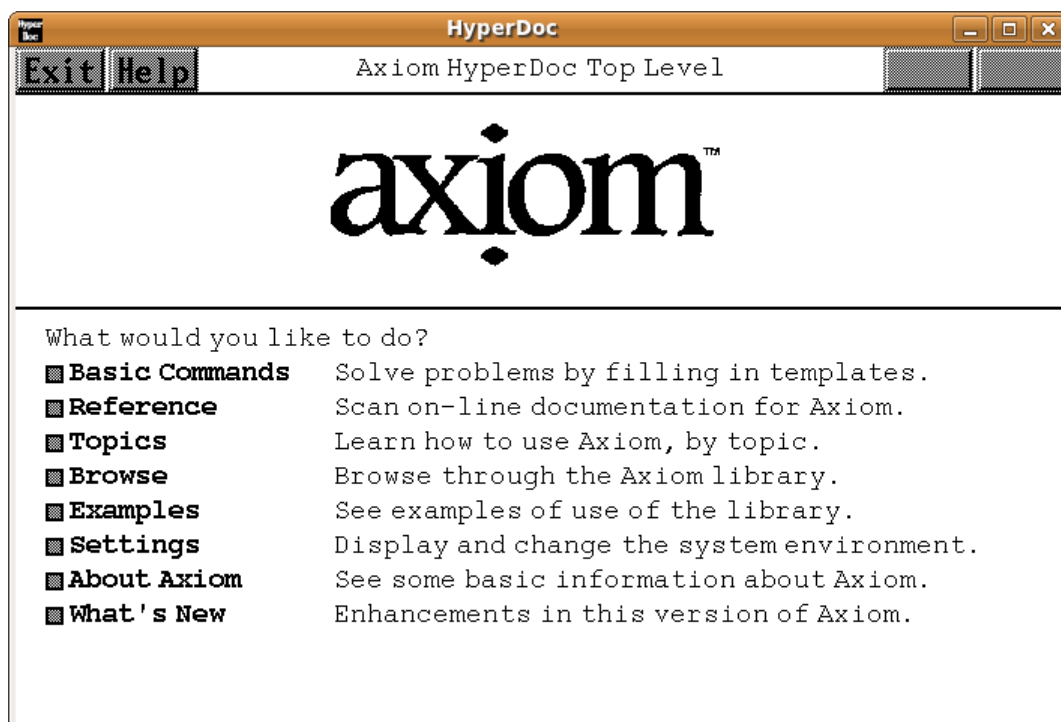 Hyper
Doc
HyperDoc
Exit Help Axiom HyperDoc Top Level
axiom™
What would you like to do?
Basic Commands Solve problems by filling in templates.
Reference Scan on-line documentation for Axiom.
Topics Learn how to use Axiom, by topic.
Browse Browse through the Axiom library.
Examples See examples of use of the library.
Settings Display and change the system environment.
About Axiom See some basic information about Axiom.
What's New Enhancements in this version of Axiom.